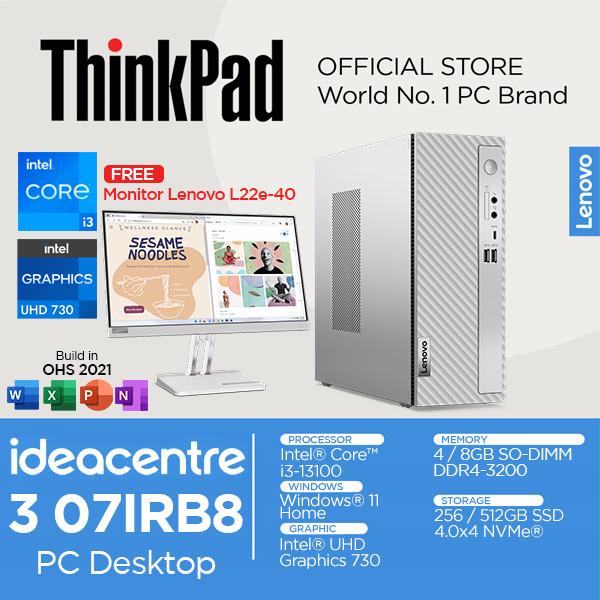 ThinkPad
OFFICIAL STORE
World No. 1 PC Brand
intel
CORE
i3
FREE
Monitor Lenovo L22e-40
Lenovo
intel
GRAPHICS
UHD 730
WELLNESS GLANCE
SESAME
NOODLES
Lenovo
Build in
OHS 2021
W X P N
ideacentre
3 07IRB8
PC Desktop
PROCESSOR
Intel® Core™
i3-13100
WINDOWS
Windows® 11
Home
GRAPHIC
Intel® UHD
Graphics 730
MEMORY
4 / 8GB SO-DIMM
DDR4-3200
STORAGE
256 / 512GB SSD
4.0x4 NVMe®